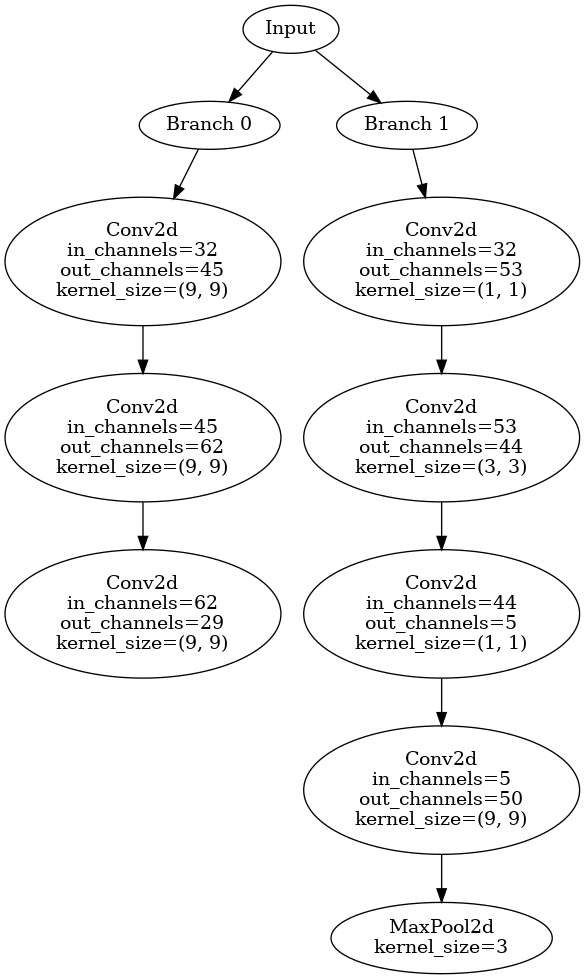 Input
Branch 0
Branch 1
Conv2d
in_channels=32
out_channels=45
kernel_size=(9, 9)
Conv2d
in_channels=32
out_channels=53
kernel_size=(1, 1)
Conv2d
in_channels=45
out_channels=62
kernel_size=(9, 9)
Conv2d
in_channels=53
out_channels=44
kernel_size=(3, 3)
Conv2d
in_channels=62
out_channels=29
kernel_size=(9, 9)
Conv2d
in_channels=44
out_channels=5
kernel_size=(1, 1)
Conv2d
in_channels=5
out_channels=50
kernel_size=(9, 9)
MaxPool2d
kernel_size=3